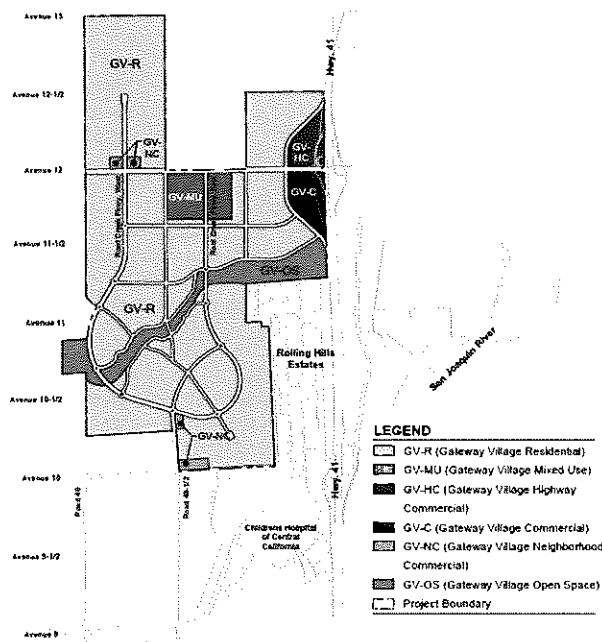 Avenue 13
GV-R
Hwy. 41
Avenue 12-1/2
GV-NC
GV-HC
Avenue 12
GV-MU
GV-C
Avenue 11-1/2
GV-OS
GV-R
Avenue 11
Rolling Hills
Estates
San Joaquin River
Avenue 10-1/2
GV-NC
Avenue 10
Road 40
Road 40-1/2
Hwy. 41
Childrens Hospital
of Central
California
Avenue 9-1/2
Avenue 9
LEGEND
GV-R (Gateway Village Residential)
GV-MU (Gateway Village Mixed Use)
GV-HC (Gateway Village Highway
Commercial)
GV-C (Gateway Village Commercial)
GV-NC (Gateway Village Neighborhood
Commercial)
GV-OS (Gateway Village Open Space)
Project Boundary